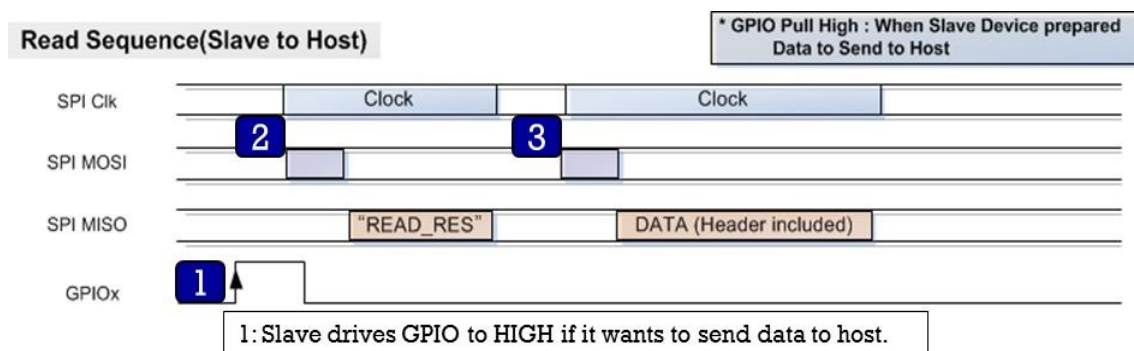 Read Sequence(Slave to Host)
* GPIO Pull High : When Slave Device prepared
Data to Send to Host
SPI Clk
Clock
Clock
2
3
SPI MOSI
SPI MISO
"READ_RES"
DATA (Header included)
GPIOx
1
1: Slave drives GPIO to HIGH if it wants to send data to host.